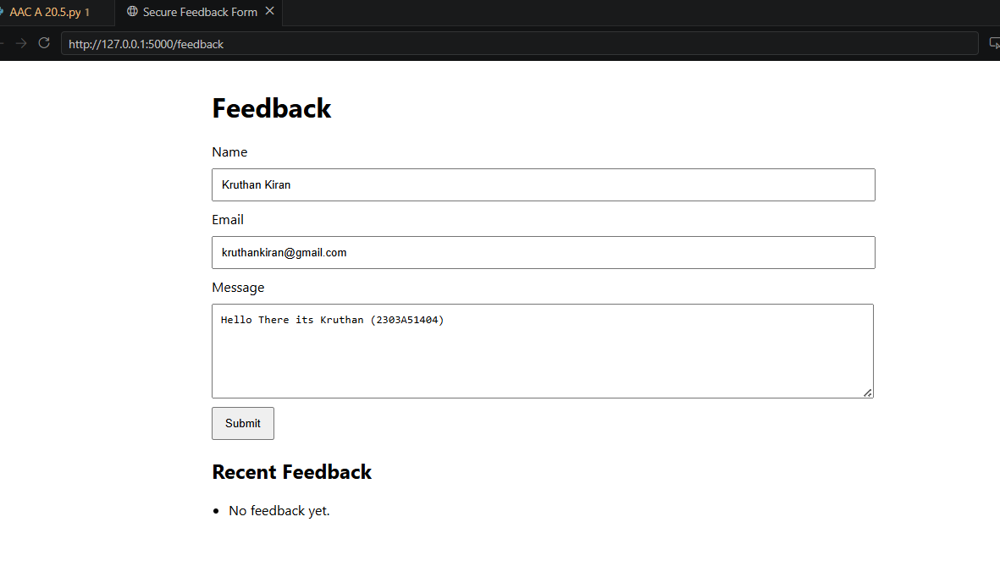 AAC A 20.5.py 1
Secure Feedback Form
http://127.0.0.1:5000/feedback
Feedback
Name
Kruthan Kiran
Email
kruthankiran@gmail.com
Message
Hello There its Kruthan (2303A51404)
Submit
Recent Feedback
No feedback yet.